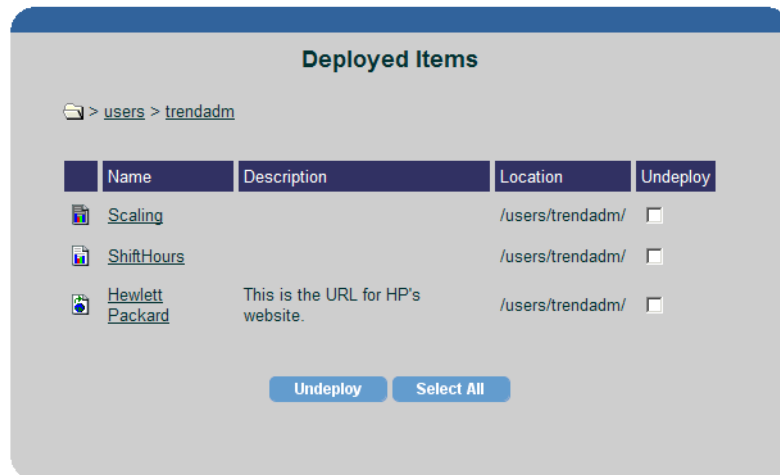 Deployed Items
> users > trendadm
Name Description Location Undeploy
Scaling /users/trendadm/
ShiftHours /users/trendadm/
Hewlett Packard This is the URL for HP's website. /users/trendadm/
Undeploy Select All